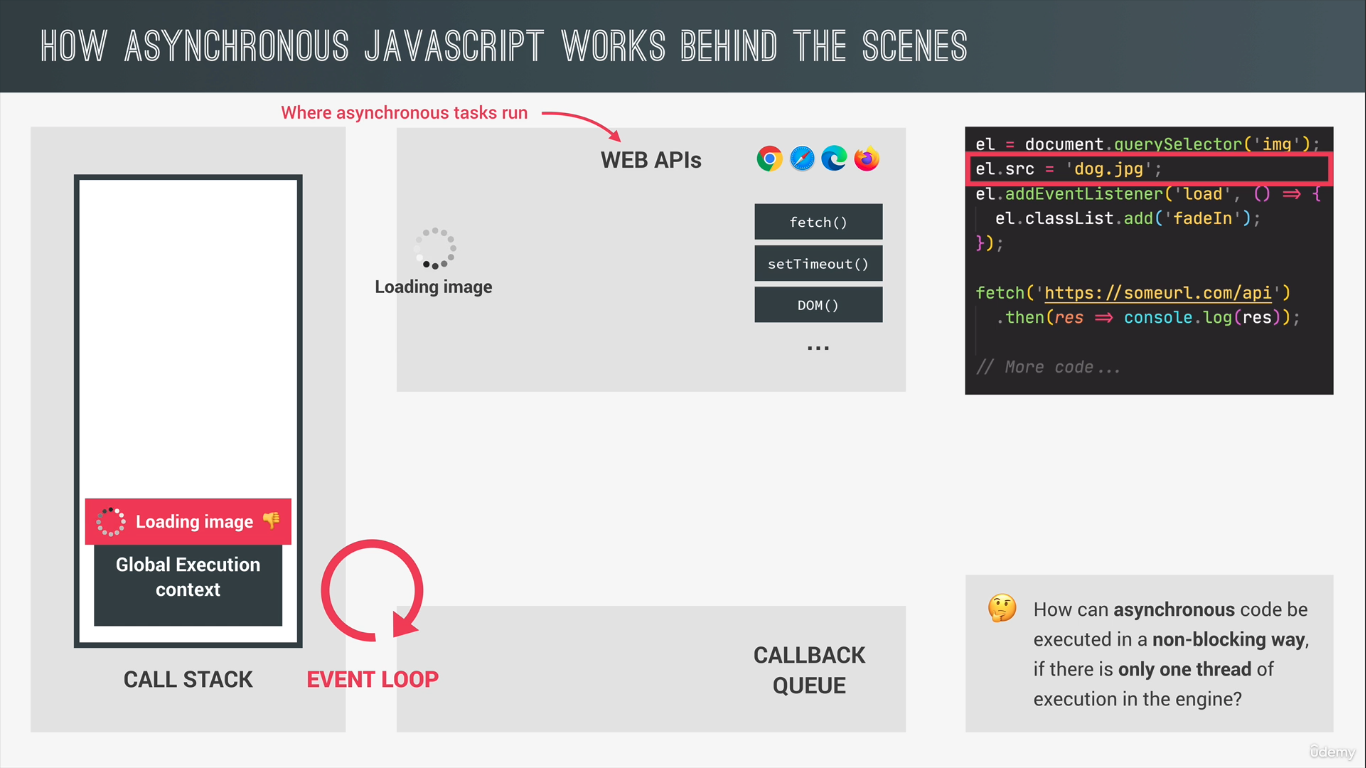 HOW ASYNCHRONOUS JAVASCRIPT WORKS BEHIND THE SCENES
Where asynchronous tasks run
WEB APIs
fetch()
setTimeout()
DOM()
...
Loading image
el = document.querySelector('img');
el.src = 'dog.jpg';
el.addEventListener('load', () => {
el.classList.add('fadeIn');
});
fetch('https://someurl.com/api')
.then(res => console.log(res));
// More code...
Loading image
Global Execution
context
CALL STACK
EVENT LOOP
CALLBACK
QUEUE
How can asynchronous code be
executed in a non-blocking way,
if there is only one thread of
execution in the engine?
ûdemy